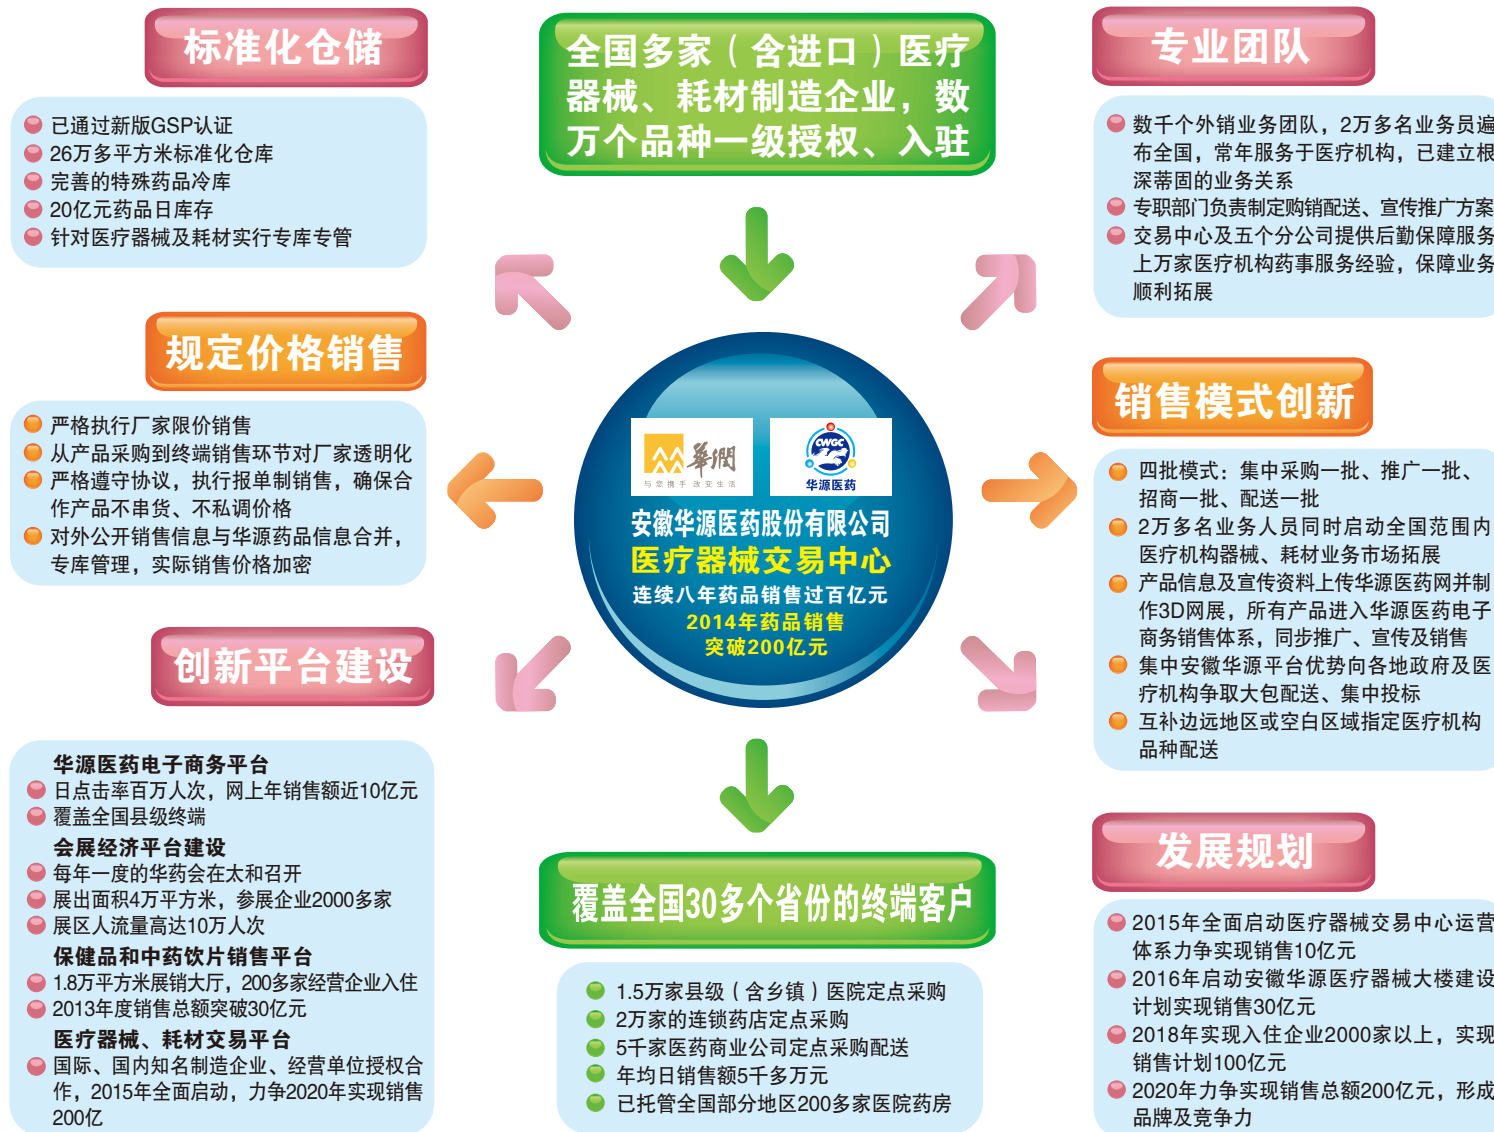 标准化仓储
已通过新版GSP认证
26万多平方米标准化仓库
完善的特殊药品冷库
20亿元药品日库存
针对医疗器械及耗材实行专库专管
规定价格销售
严格执行厂家限价销售
从产品采购到终端销售环节对厂家透明化
严格遵守协议，执行报单制销售，确保合
作产品不串货、不私调价格
对外公开销售信息与华源药品信息合并，
专库管理，实际销售价格加密
创新平台建设
华源医药电子商务平台
日点击率百万人次，网上年销售额近10亿元
覆盖全国县级终端
会展经济平台建设
每年一度的华药会在太和召开
展出面积4万平方米，参展企业2000多家
展区人流量高达10万人次
保健品和中药饮片销售平台
1.8万平方米展销大厅，200多家经营企业入住
2013年度销售总额突破30亿元
医疗器械、耗材交易平台
国际、国内知名制造企业、经营单位授权合
作，2015年全面启动，力争2020年实现销售
200亿
全国多家（含进口）医疗
器械、耗材制造企业，数
万个品种一级授权、入驻
華潤
与您携手 改变生活
CWGC
华源医药
安徽华源医药股份有限公司
医疗器械交易中心
连续八年药品销售过百亿元
2014年药品销售
突破200亿元
覆盖全国30多个省份的终端客户
1.5万家县级（含乡镇）医院定点采购
2万家的连锁药店定点采购
5千家医药商业公司定点采购配送
年均日销售额5千多万元
已托管全国部分地区200多家医院药房
专业团队
数千个外销业务团队，2万多名业务员遍
布全国，常年服务于医疗机构，已建立根
深蒂固的业务关系
专职部门负责制定购销配送、宣传推广方案
交易中心及五个分公司提供后勤保障服务
上万家医疗机构药事服务经验，保障业务
顺利拓展
销售模式创新
四批模式：集中采购一批、推广一批、
招商一批、配送一批
2万多名业务人员同时启动全国范围内
医疗机构器械、耗材业务市场拓展
产品信息及宣传资料上传华源医药网并制
作3D网展，所有产品进入华源医药电子
商务销售体系，同步推广、宣传及销售
集中安徽华源平台优势向各地政府及医
疗机构争取大包配送、集中投标
互补边远地区或空白区域指定医疗机构
品种配送
发展规划
2015年全面启动医疗器械交易中心运营
体系力争实现销售10亿元
2016年启动安徽华源医疗器械大楼建设
计划实现销售30亿元
2018年实现入住企业2000家以上，实现
销售计划100亿元
2020年力争实现销售总额200亿元，形成
品牌及竞争力